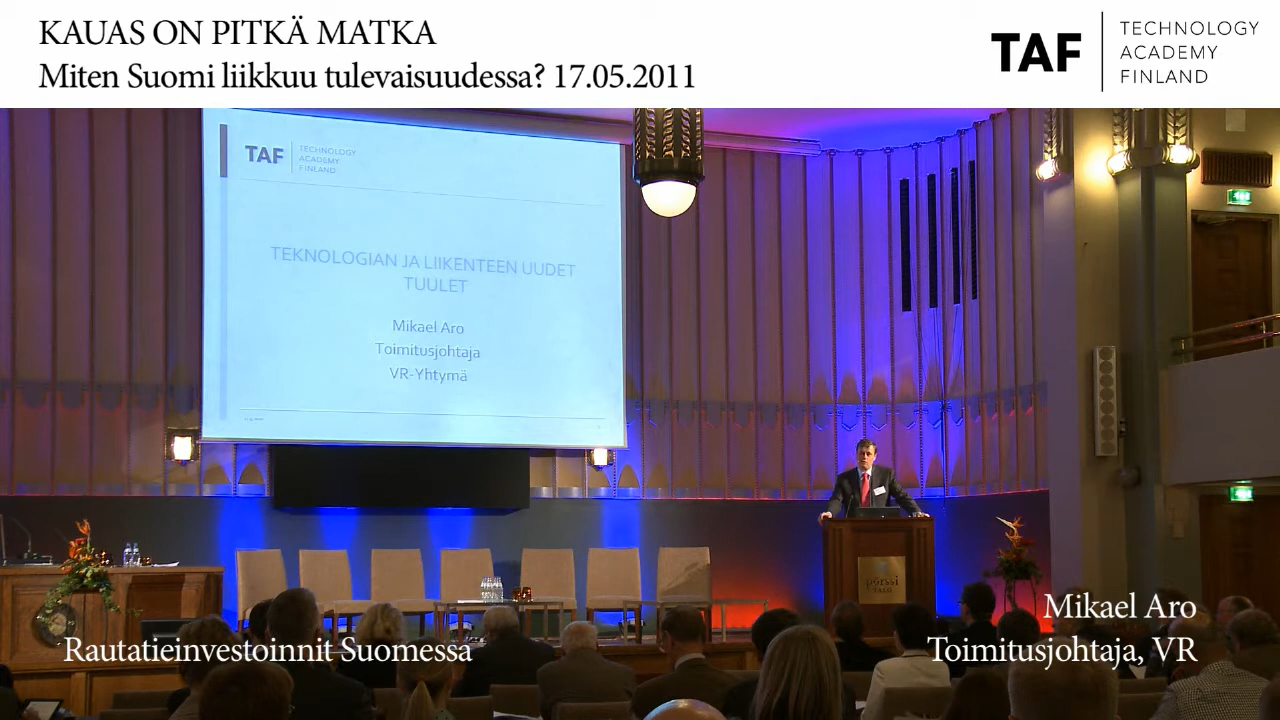 KAUAS ON PITKÄ MATKA
Miten Suomi liikkuu tulevaisuudessa? 17.05.2011
TAF
TECHNOLOGY
ACADEMY
FINLAND
TAF
TECHNOLOGY
ACADEMY
FINLAND
TEKNOLOGIAN JA LIIKENTEEN UUDET
TUULET
Mikael Aro
Toimitusjohtaja
VR-Yhtymä
pörssi
Mikael Aro
Rautatieinvestoinnit Suomessa
Toimitusjohtaja, VR